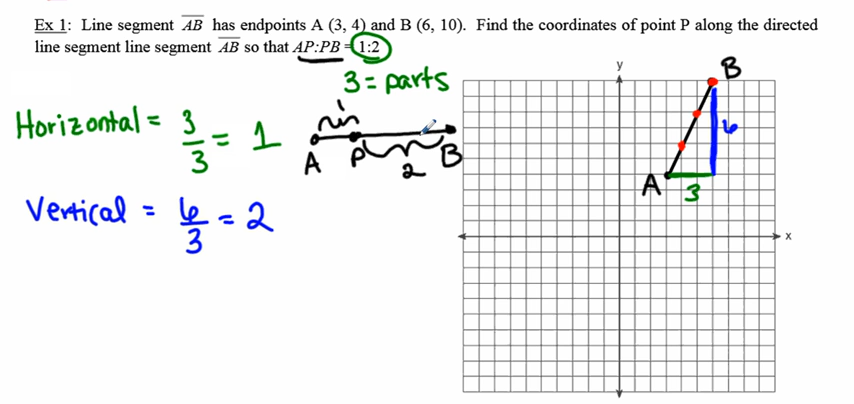 Ex 1: Line segment AB has endpoints A (3, 4) and B (6, 10). Find the coordinates of point P along the directed
line segment line segment AB so that AP:PB = 1:2
3 = parts
Horizontal = 3/3 = 1
1
A P B
2
Vertical = 6/3 = 2
y
B
6
A
3
x